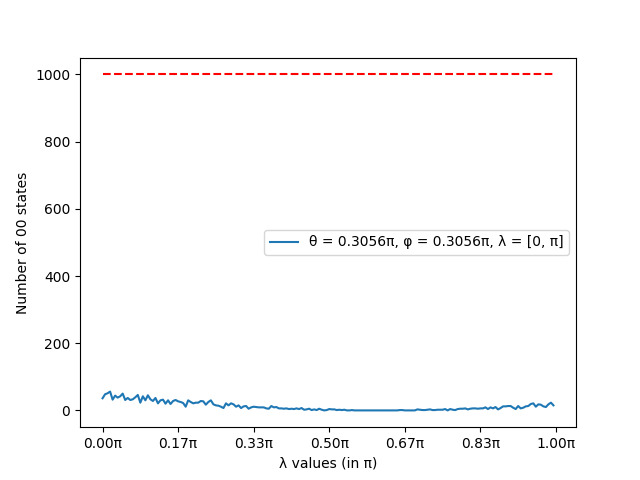 1000
800
600
400
200
0
Number of 00 states
θ = 0.3056π, φ = 0.3056π, λ = [0, π]
0.00π 0.17π 0.33π 0.50π 0.67π 0.83π 1.00π
λ values (in π)